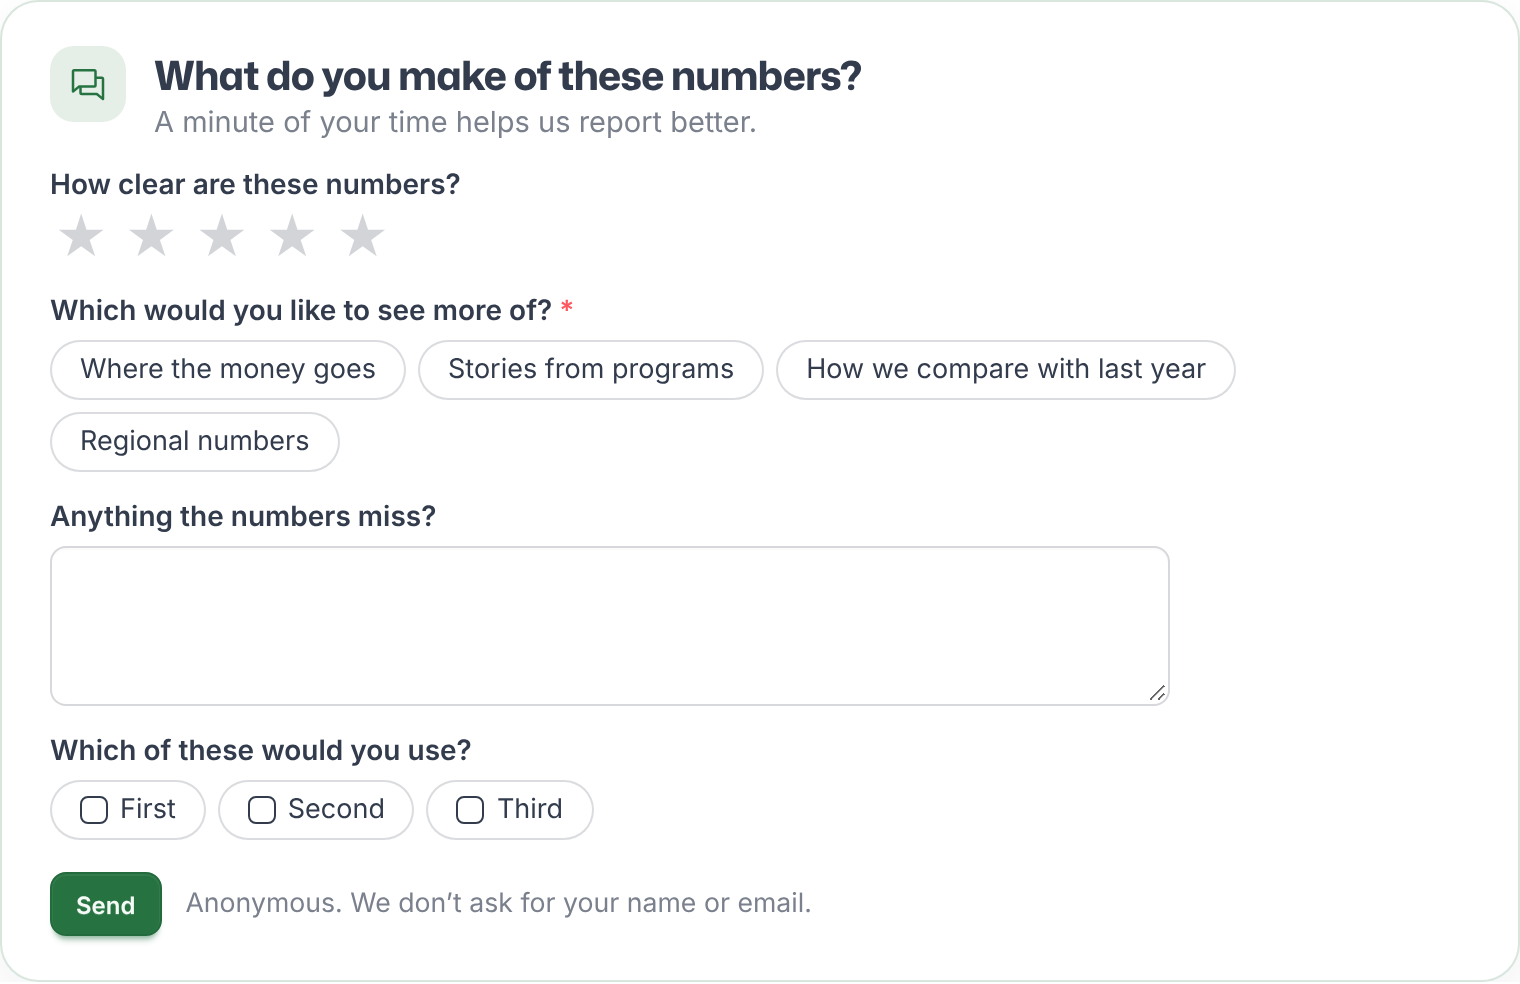 What do you make of these numbers?
A minute of your time helps us report better.
How clear are these numbers?
Which would you like to see more of? *
Where the money goes
Stories from programs
How we compare with last year
Regional numbers
Anything the numbers miss?
Which of these would you use?
First
Second
Third
Send
Anonymous. We don’t ask for your name or email.